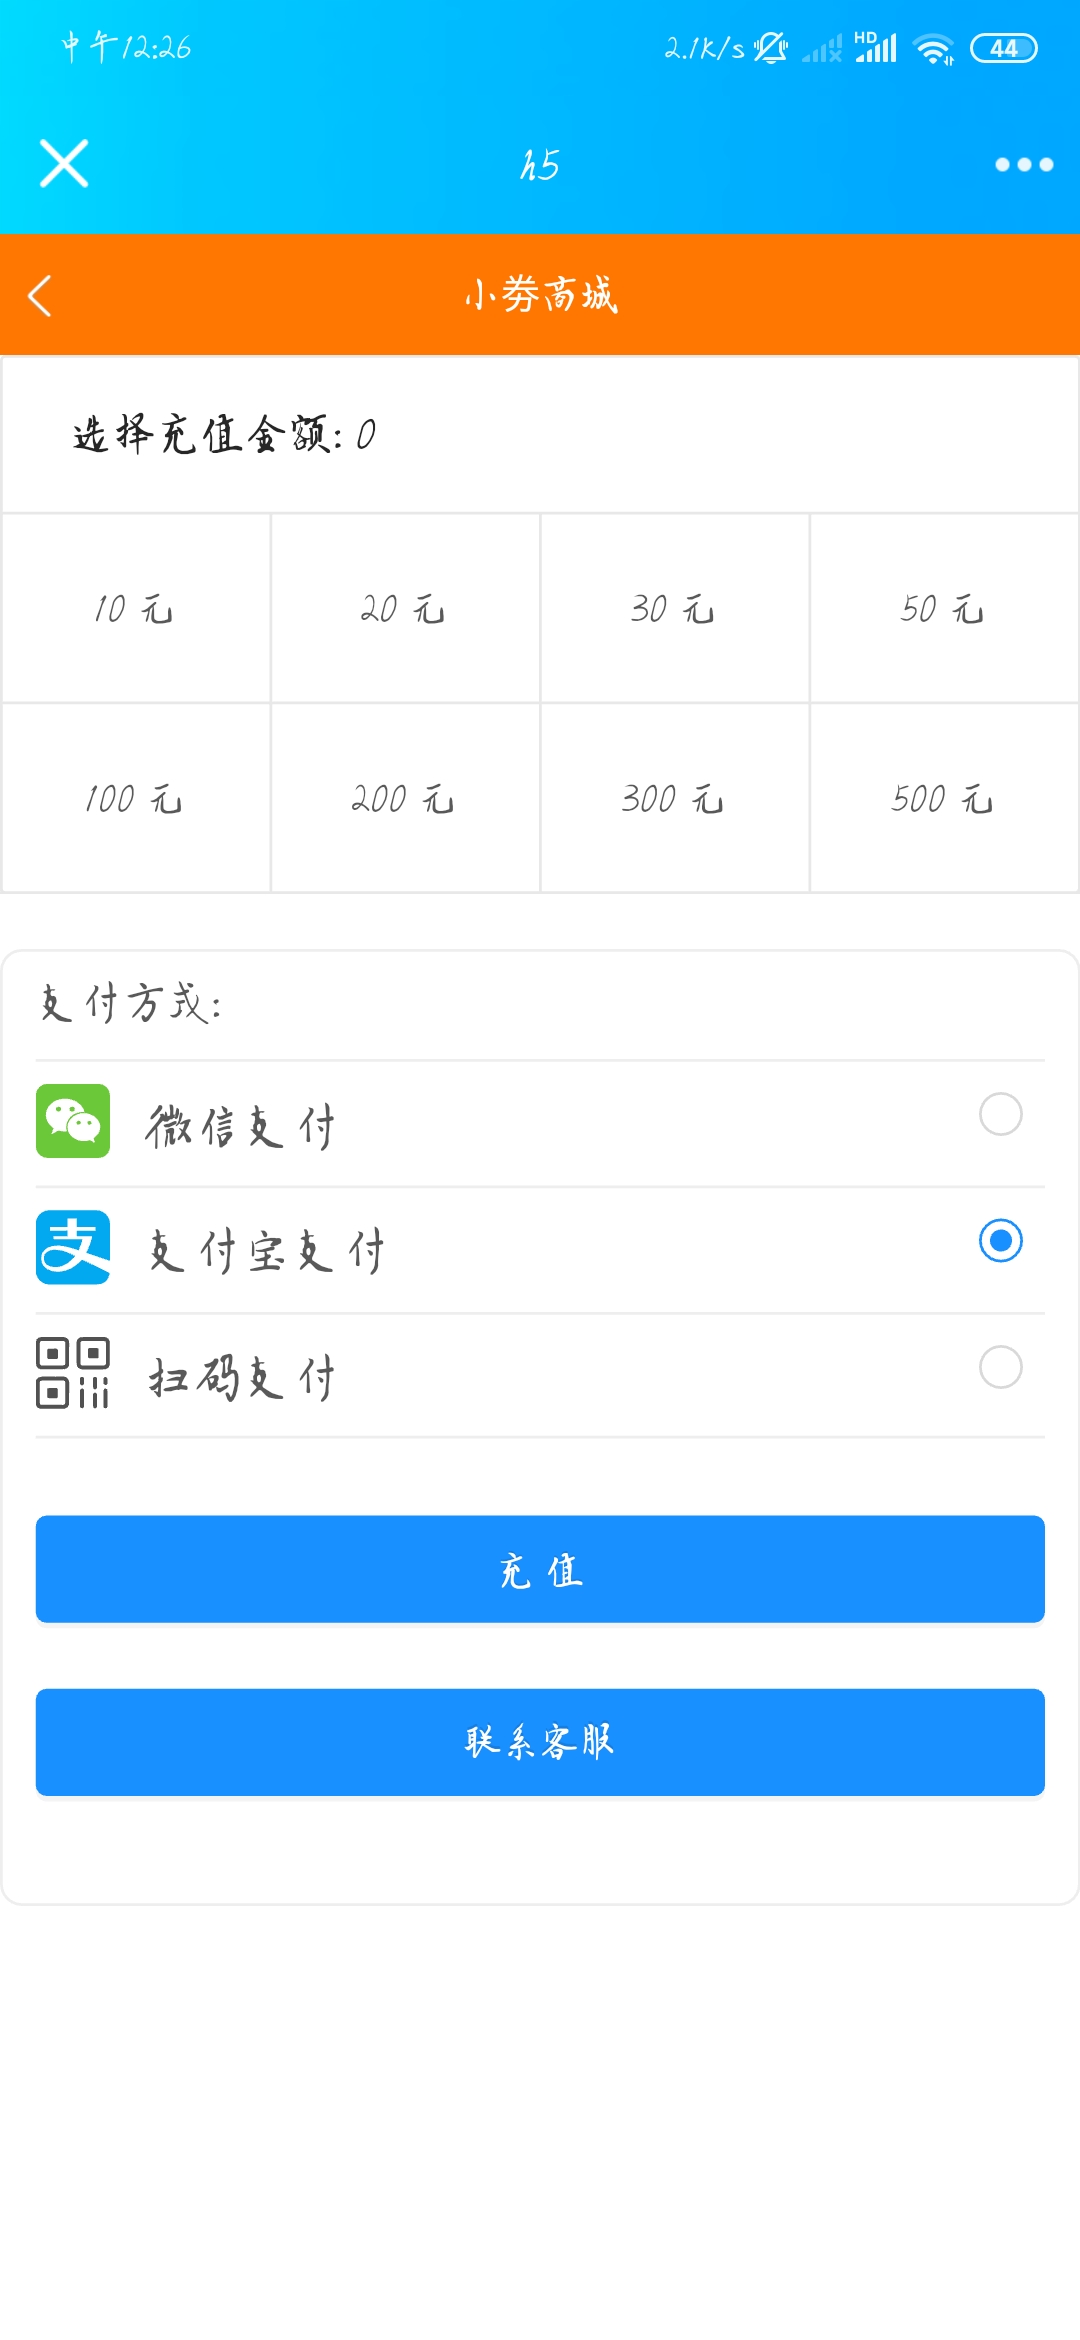 中午12:26 2.1K/s HD 44
h5
小劵商城
选择充值金额: 0
10 元 20 元 30 元 50 元
100 元 200 元 300 元 500 元
支付方式:
微信支付
支 支付宝支付
扫码支付
充 值
联系客服